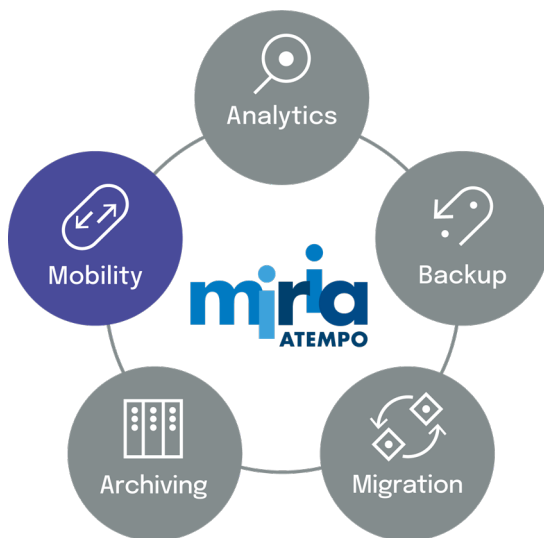 Analytics
Mobility
Backup
miria
ATEMPO
Archiving
Migration